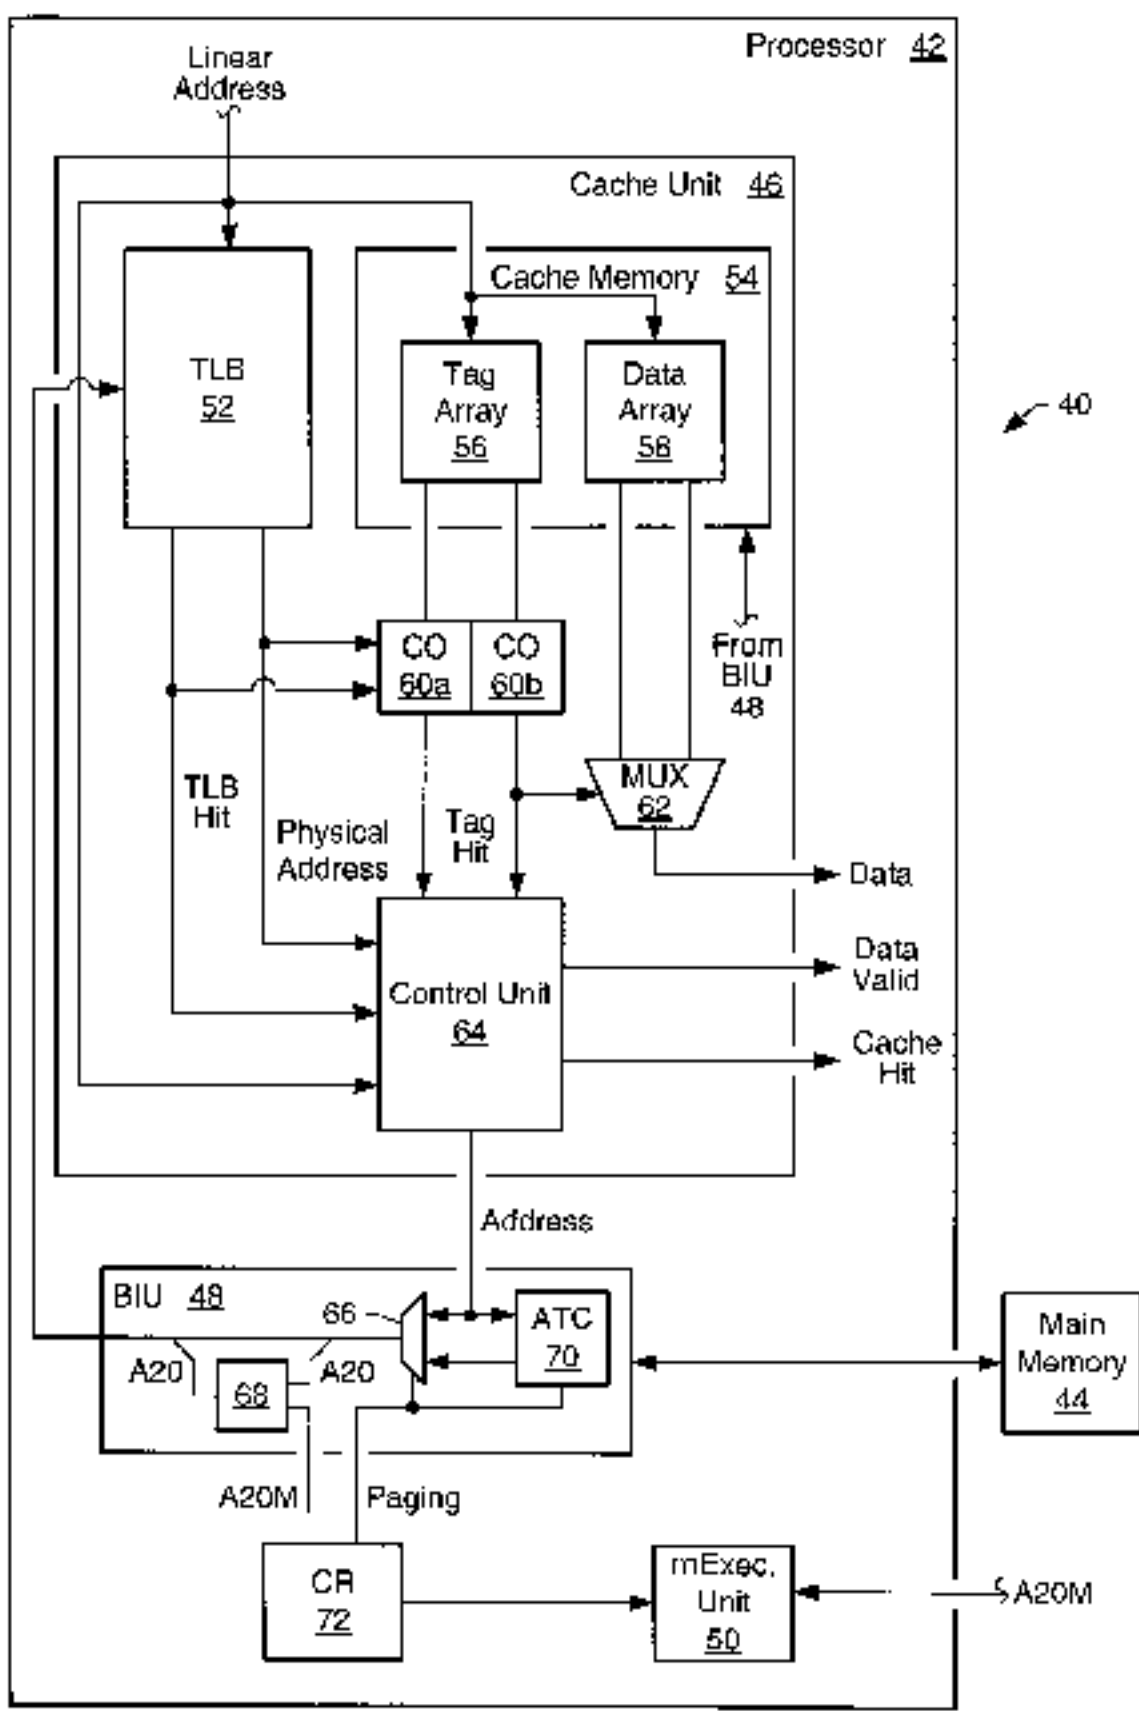 Processor 42
Linear
Address
Cache Unit 46
Cache Memory 54
TLB
52
Tag
Array
56
Data
Array
58
40
CO
60a
CO
60b
From
BIU
48
TLB
Hit
Physical
Address
Tag
Hit
MUX
62
Data
Data
Valid
Control Unit
64
Cache
Hit
Address
BIU 48
66
ATC
70
A20
68
A20
Main
Memory
44
A20M
Paging
CR
72
mExec.
Unit
50
A20M